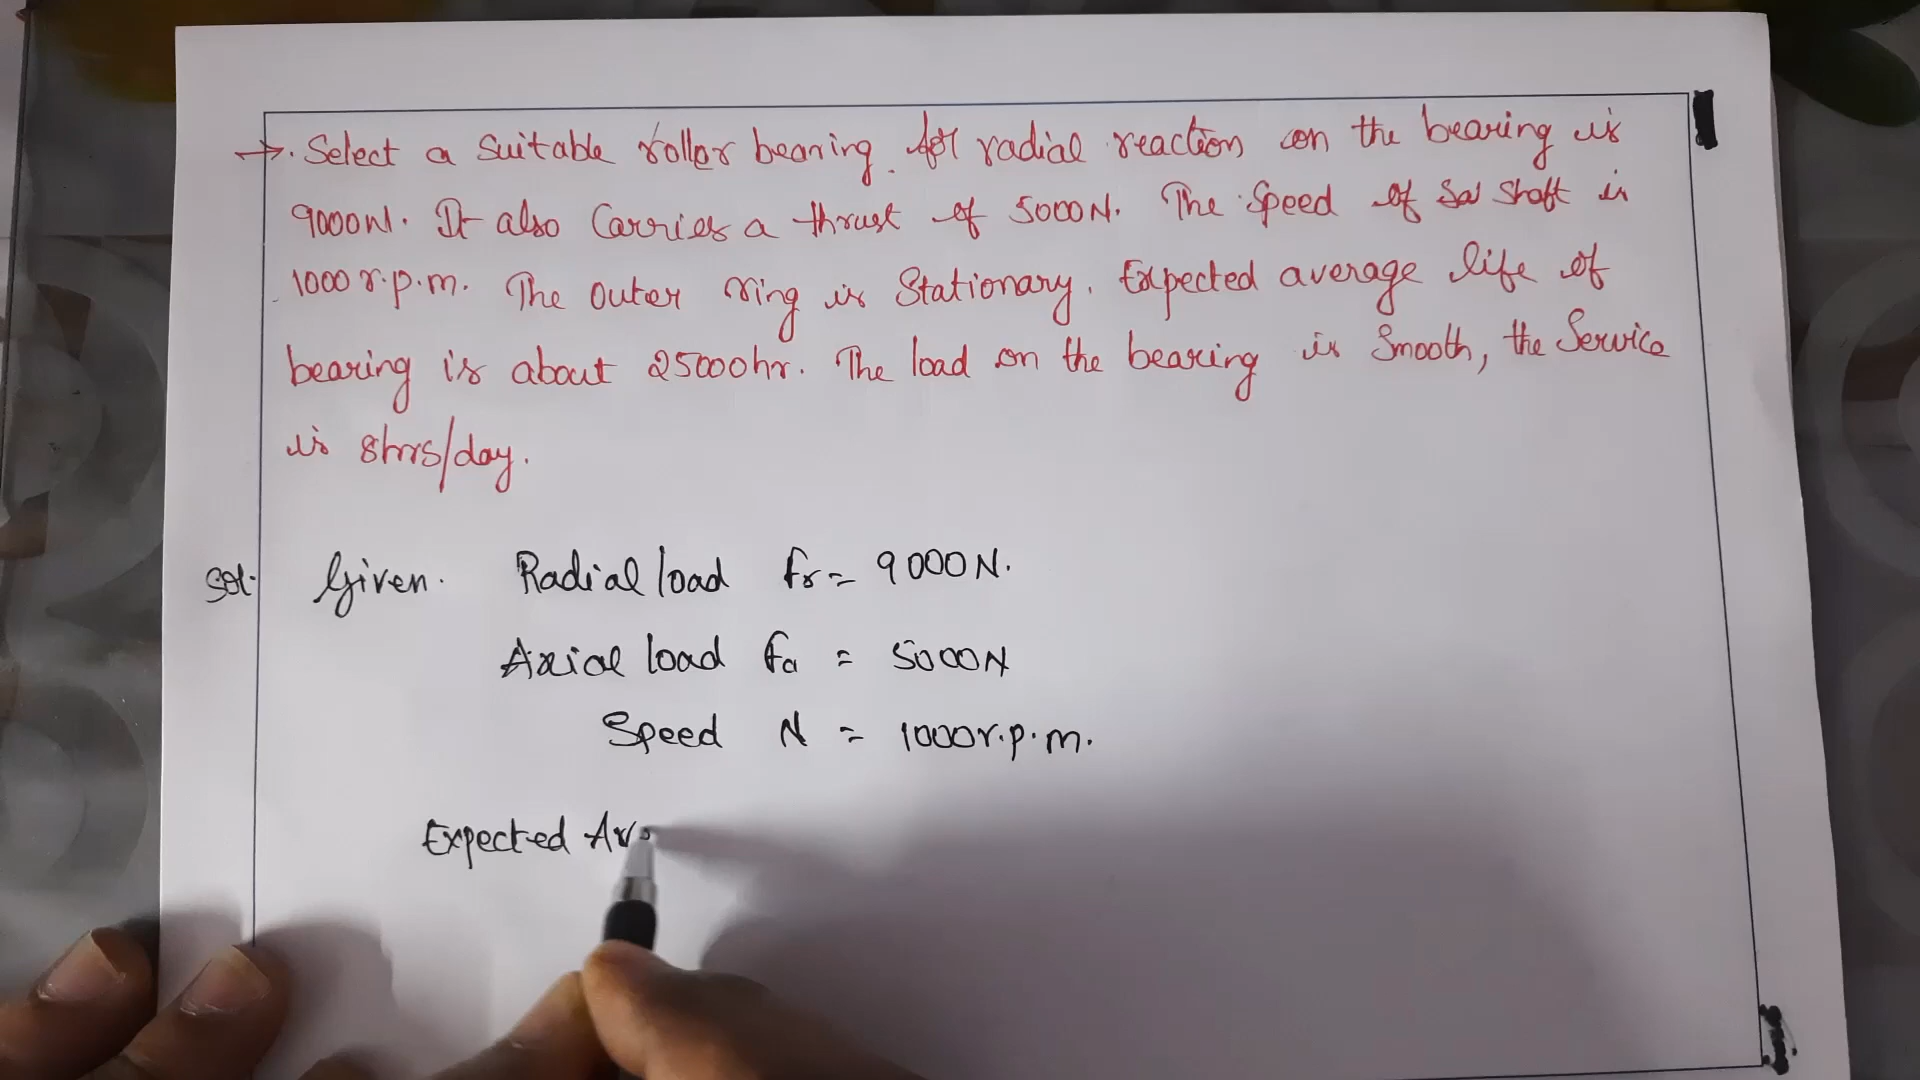 →. Select a suitable roller bearing. for radial reaction on the bearing is
9000N. It also carries a thrust of 5000N. The speed of shaft is
1000 r.p.m. The outer ring is stationary. Expected average life of
bearing is about 25000hr. The load on the bearing is smooth, the service
is 8hrs/day.
Sol. Given. Radial load fr = 9000N.
Axial load fa = 5000N
Speed N = 1000r.p.m.
Expected Av